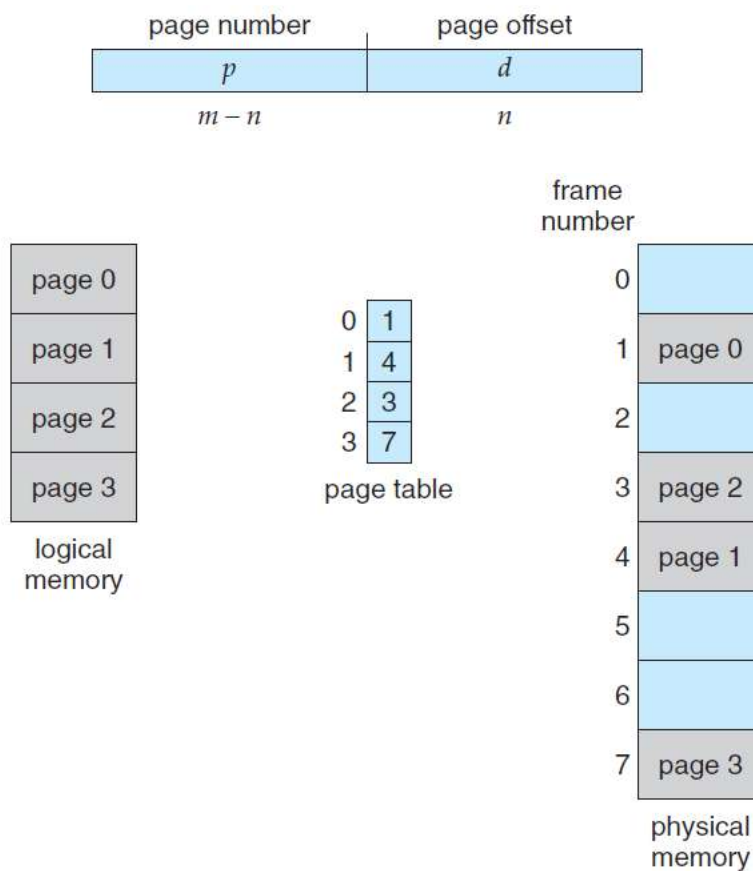 page number page offset
p d
m – n n
frame
number
page 0
page 1
page 2
page 3
logical
memory
0 1
1 4
2 3
3 7
page table
0
1 page 0
2
3 page 2
4 page 1
5
6
7 page 3
physical
memory